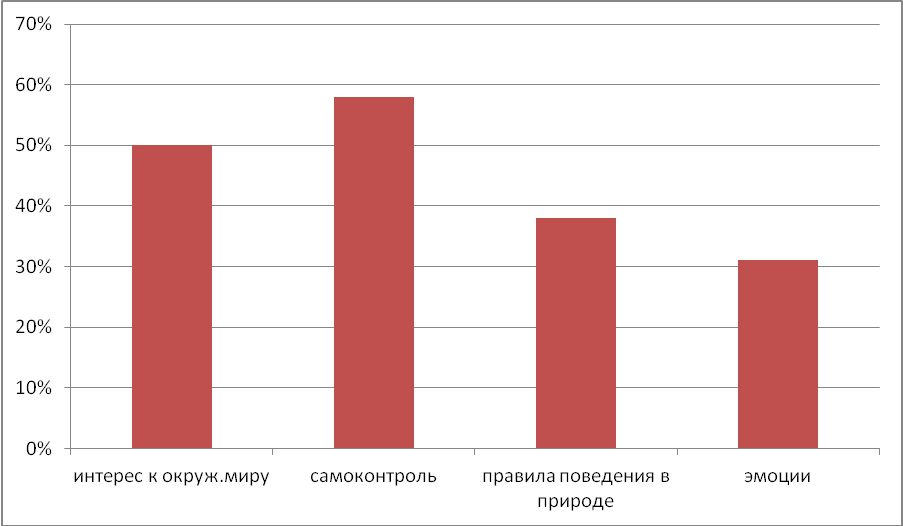 70%
60%
50%
40%
30%
20%
10%
0%
интерес к окруж.миру
самоконтроль
правила поведения в
природе
эмоции